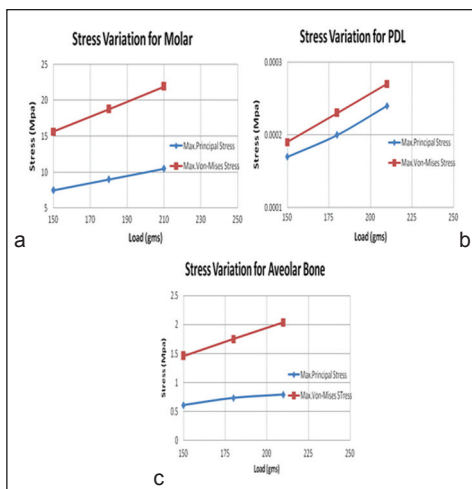 Stress Variation for Molar
25
20
15
10
5
150 170 190 210 230 250
Stress (Mpa)
Load (gms)
Max.Principal Stress
Max.Von-Mises Stress
a
Stress Variation for PDL
0.0003
0.0002
0.0001
150 175 200 225 250
Stress (Mpa)
Load (gms)
Max.Principal Stress
Max.Von-Mises Stress
b
Stress Variation for Aveolar Bone
2.5
2
1.5
1
0.5
0
150 175 200 225 250
Stress (Mpa)
Load (gms)
Max.Principal Stress
Max.Von-Mises STress
c